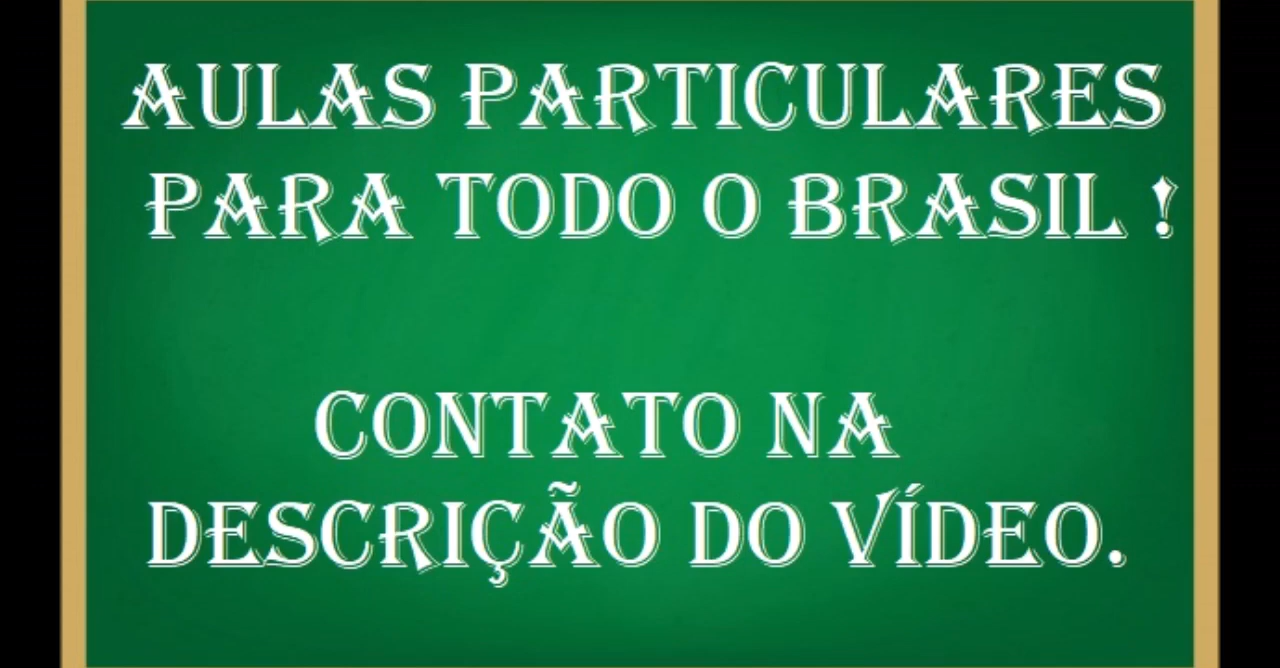 AULAS PARTICULARES
PARA TODO O BRASIL !
CONTATO NA
DESCRIÇÃO DO VÍDEO.